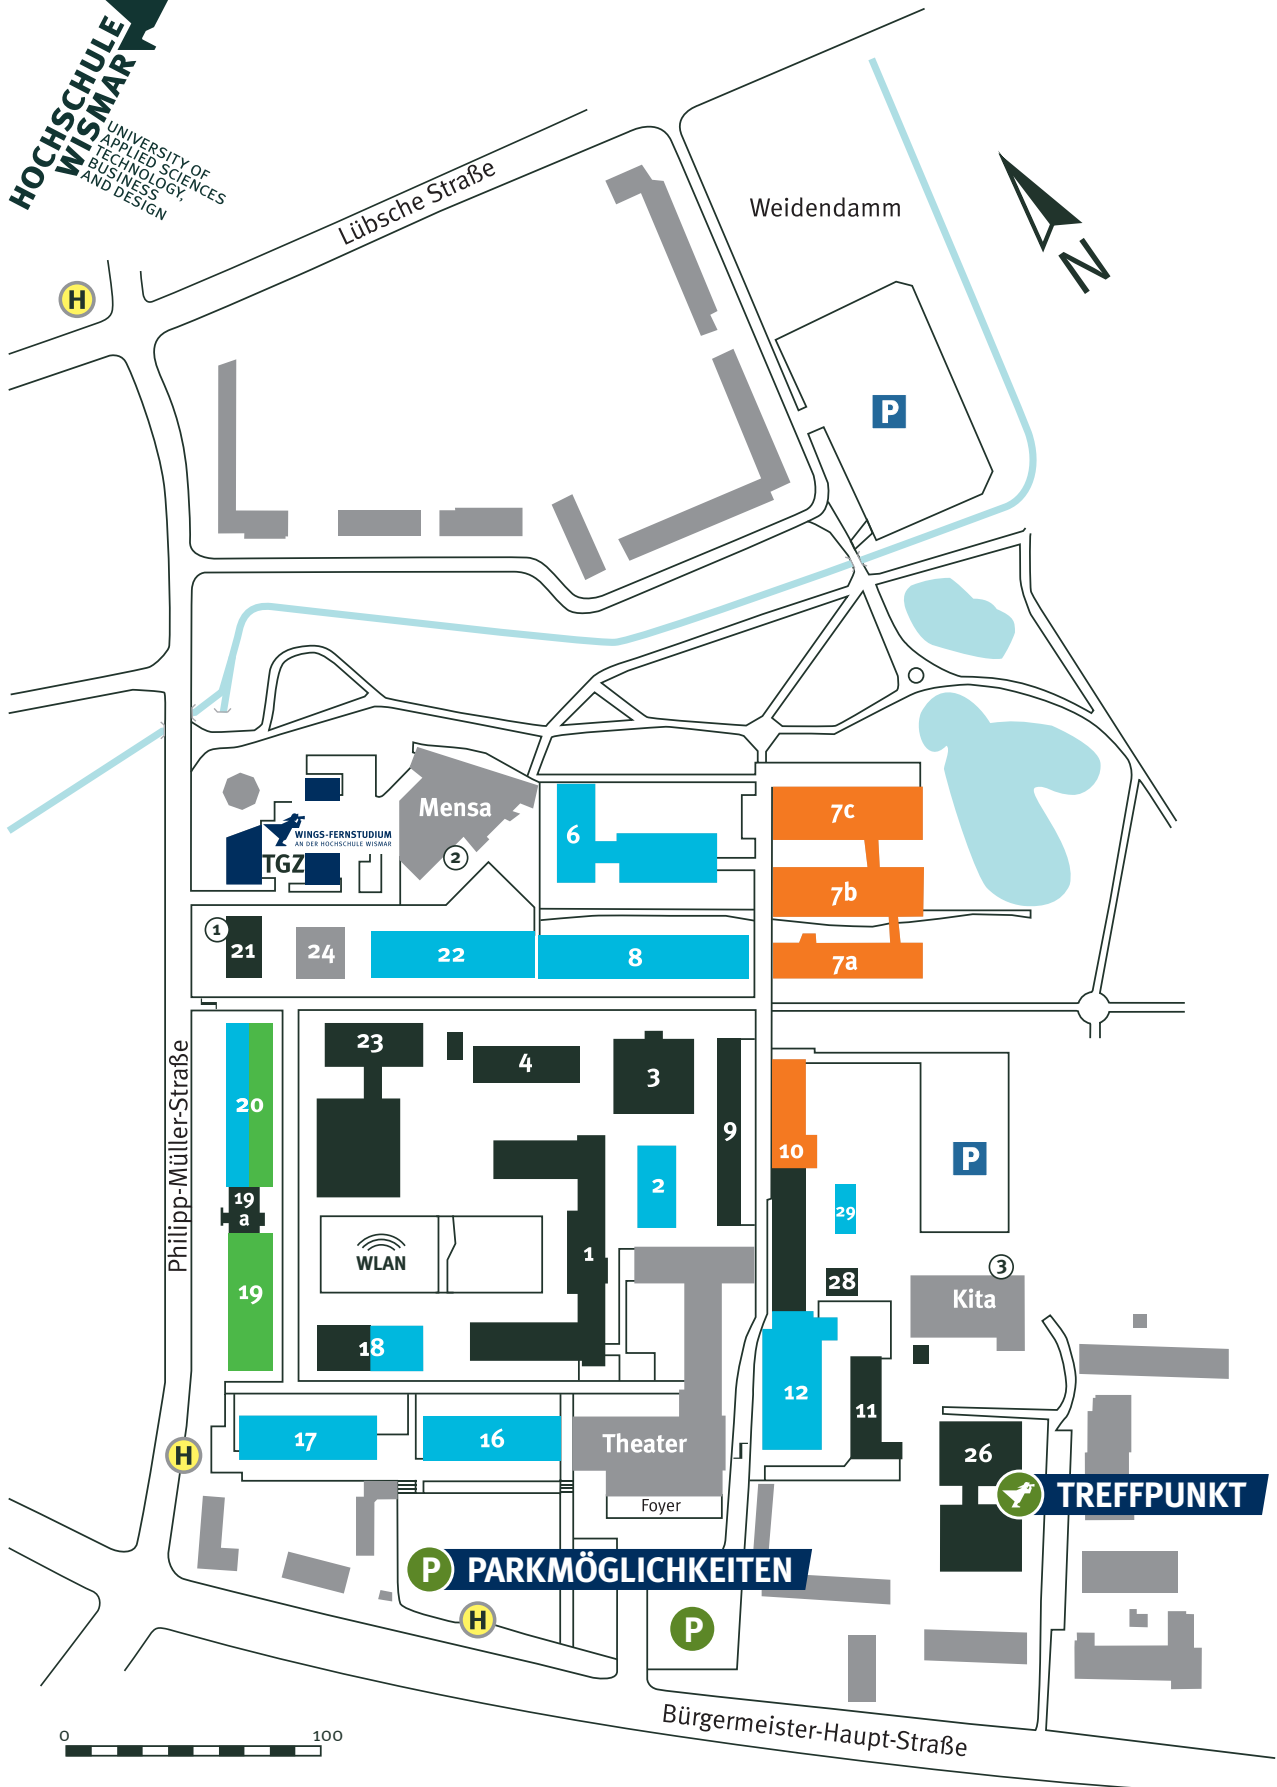 HOCHSCHULE
WISMAR
UNIVERSITY OF
APPLIED SCIENCES
TECHNOLOGY,
BUSINESS
AND DESIGN
Lübsche Straße
Weidendamm
N
H
P
Mensa
2
6
7c
7b
7a
WINGS-FERNSTUDIUM
AN DER HOCHSCHULE WISMAR
TGZ
1
21
24
22
8
Philipp-Müller-Straße
23
4
3
9
20
10
P
2
29
19
a
WLAN
1
28
3
Kita
19
18
12
11
17
16
Theater
26
H
Foyer
TREFFPUNKT
P PARKMÖGLICHKEITEN
H
P
Bürgermeister-Haupt-Straße
0 100